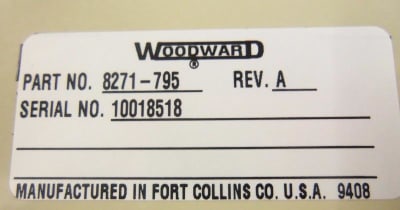 WOODWARD
®
PART NO. 8271-795 REV. A
SERIAL NO. 10018518
MANUFACTURED IN FORT COLLINS CO. U.S.A. 9408